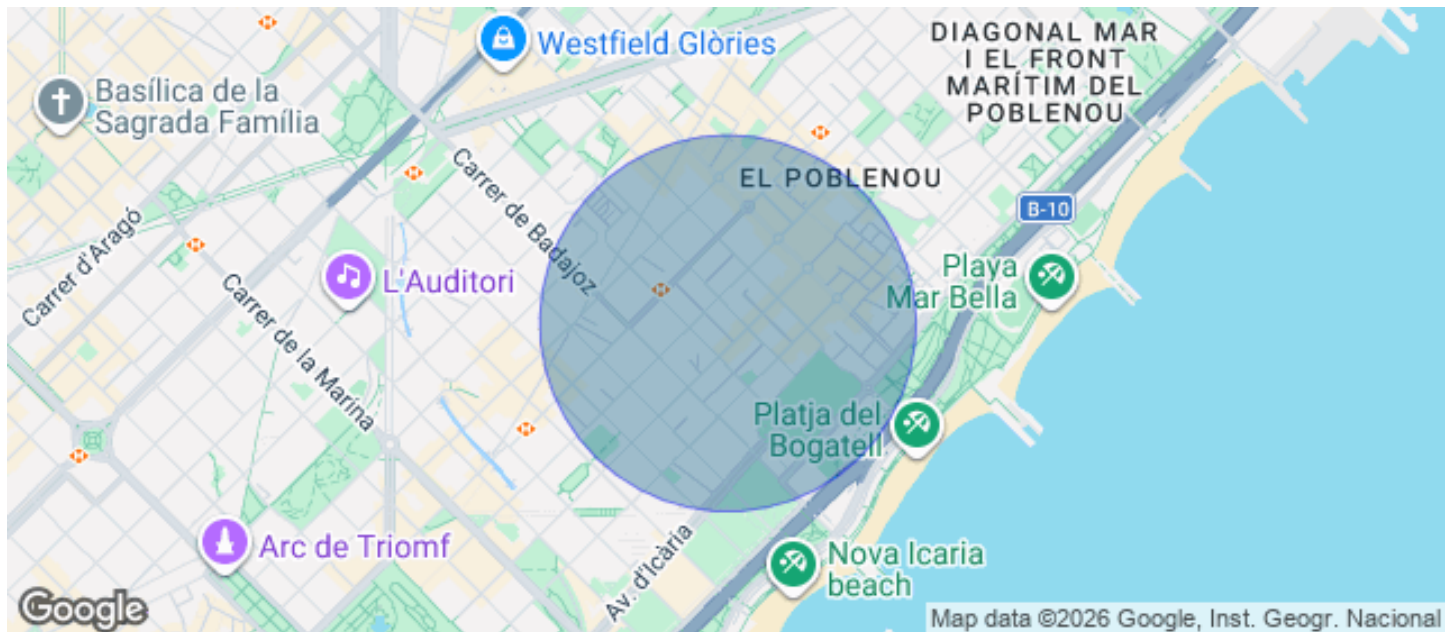 Westfield Glòries
DIAGONAL MAR
I EL FRONT
MARÍTIM DEL
POBLENOU
Basílica de la
Sagrada Família
EL POBLENOU
Carrer de Badajoz
B-10
Carrer d'Aragó
L'Auditori
Playa
Mar Bella
Carrer de la Marina
Platja del
Bogatell
Arc de Triomf
Av. d'Icària
Nova Icaria
beach
Google
Map data ©2026 Google, Inst. Geogr. Nacional